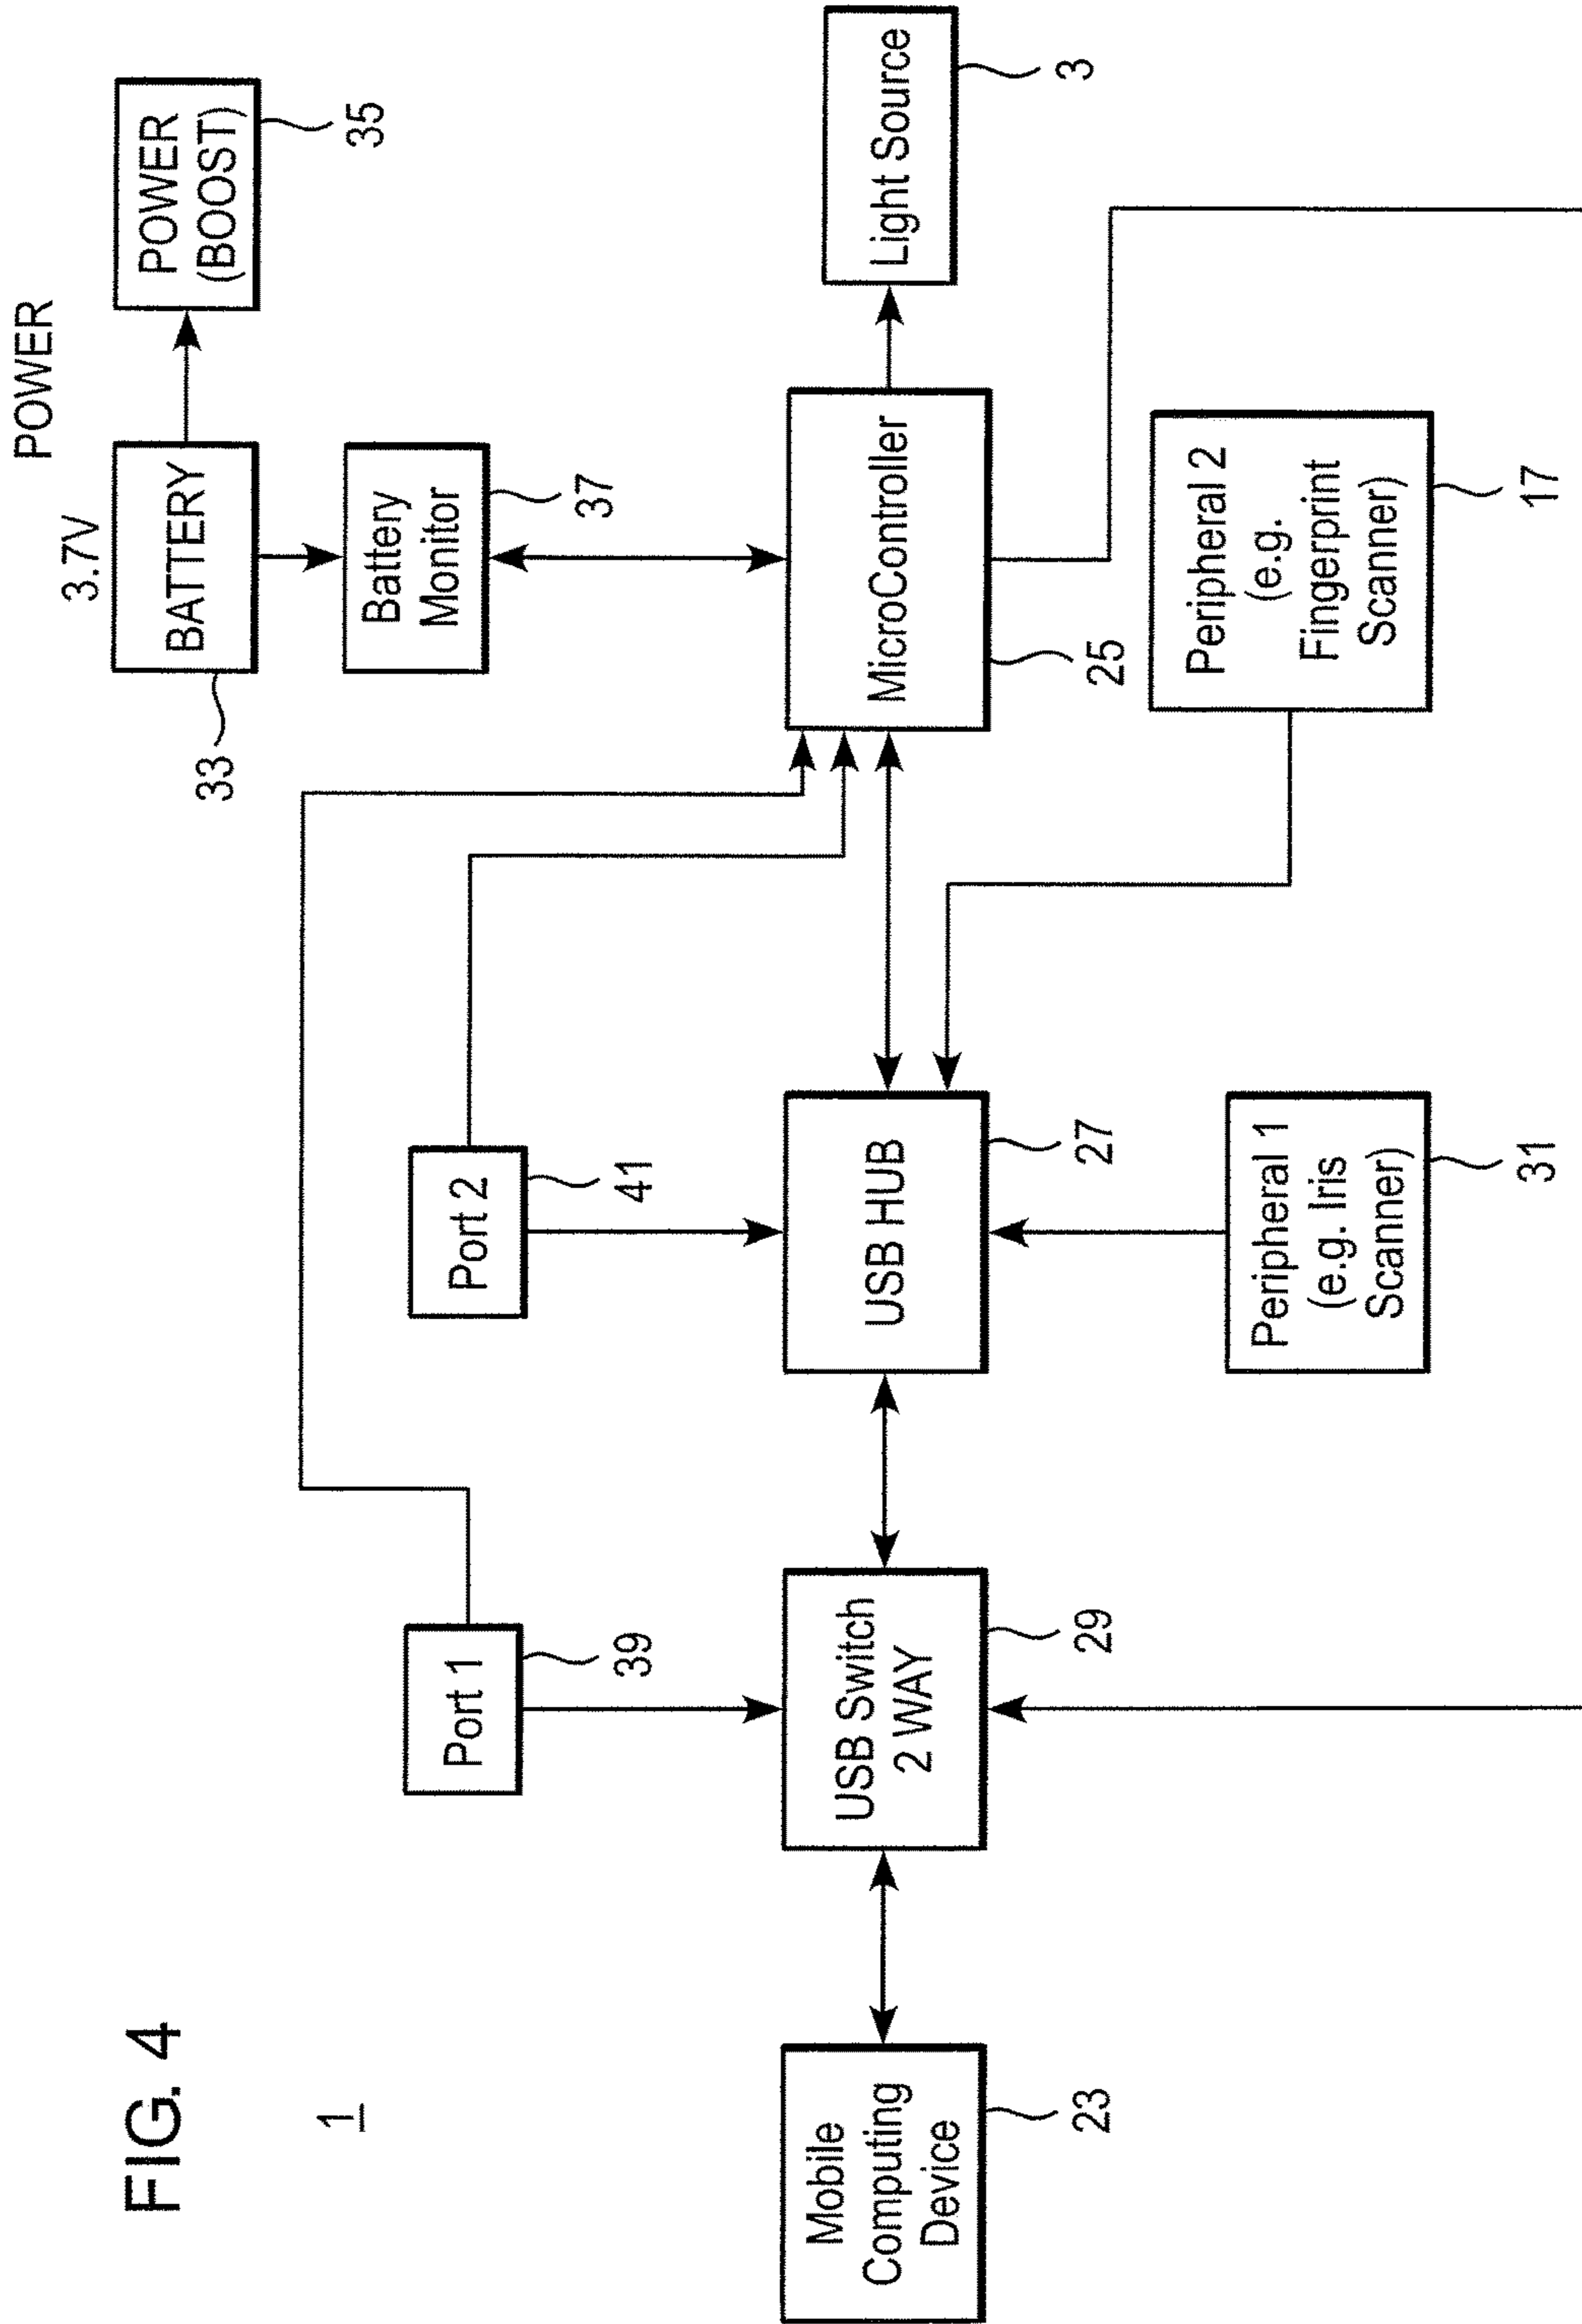 FIG. 4
1
POWER
3.7V
BATTERY
33
POWER
(BOOST)
35
Battery
Monitor
37
Port 1
39
Port 2
41
Mobile
Computing
Device
23
USB Switch
2 WAY
29
USB HUB
27
MicroController
25
Light Source
3
Peripheral 1
(e.g. Iris
Scanner)
31
Peripheral 2
(e.g.
Fingerprint
Scanner)
17